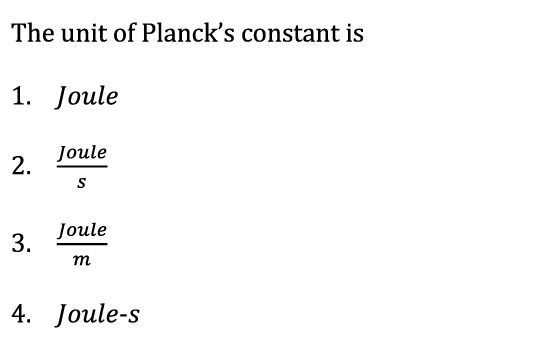 The unit of Planck’s constant is
1. Joule
2. Joule/s
3. Joule/m
4. Joule-s